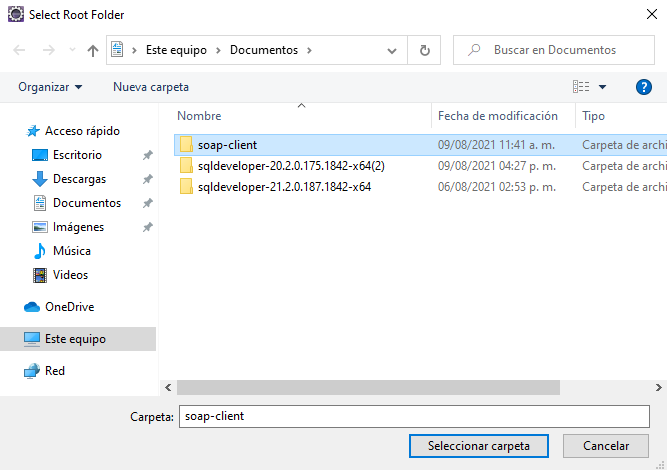 Select Root Folder
Este equipo Documentos
Buscar en Documentos
Organizar Nueva carpeta
Nombre Fecha de modificación Tipo
Acceso rápido
Escritorio
Descargas
Documentos
Imágenes
Música
Videos
OneDrive
Este equipo
Red
soap-client 09/08/2021 11:41 a. m. Carpeta de archi
sqldeveloper-20.2.0.175.1842-x64(2) 09/08/2021 04:27 p. m. Carpeta de archi
sqldeveloper-21.2.0.187.1842-x64 06/08/2021 02:53 p. m. Carpeta de archi
Carpeta: soap-client
Seleccionar carpeta Cancelar